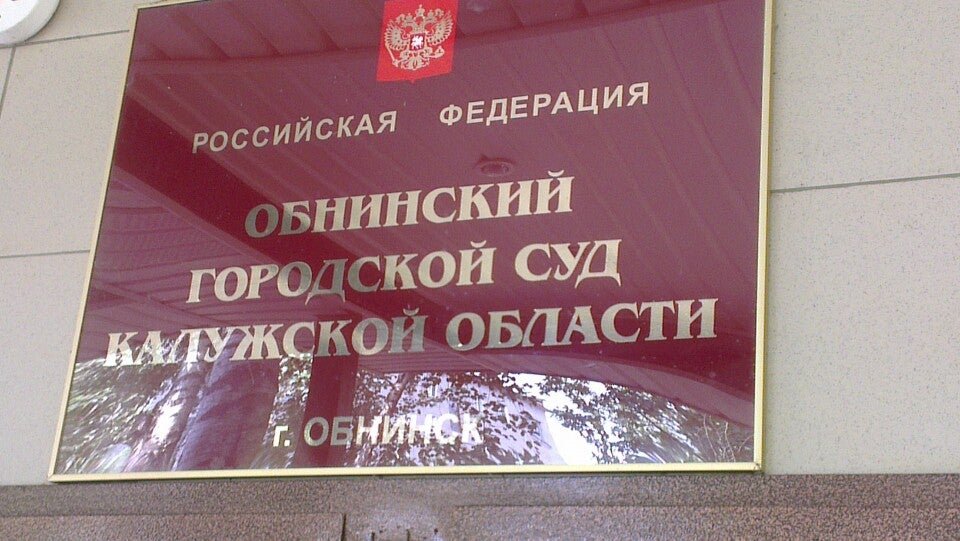 РОССИЙСКАЯ ФЕДЕРАЦИЯ
ОБНИНСКИЙ
ГОРОДСКОЙ СУД
КАЛУЖСКОЙ ОБЛАСТИ
г. ОБНИНСК